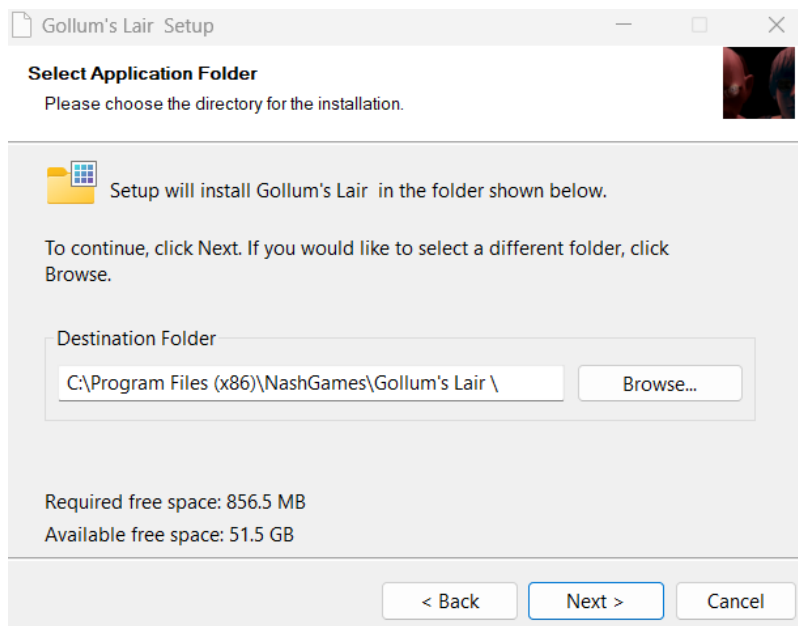 Gollum's Lair  Setup
Select Application Folder
Please choose the directory for the installation.
Setup will install Gollum's Lair  in the folder shown below.
To continue, click Next. If you would like to select a different folder, click
Browse.
Destination Folder
C:\Program Files (x86)\NashGames\Gollum's Lair \
Browse...
Required free space: 856.5 MB
Available free space: 51.5 GB
< Back
Next >
Cancel